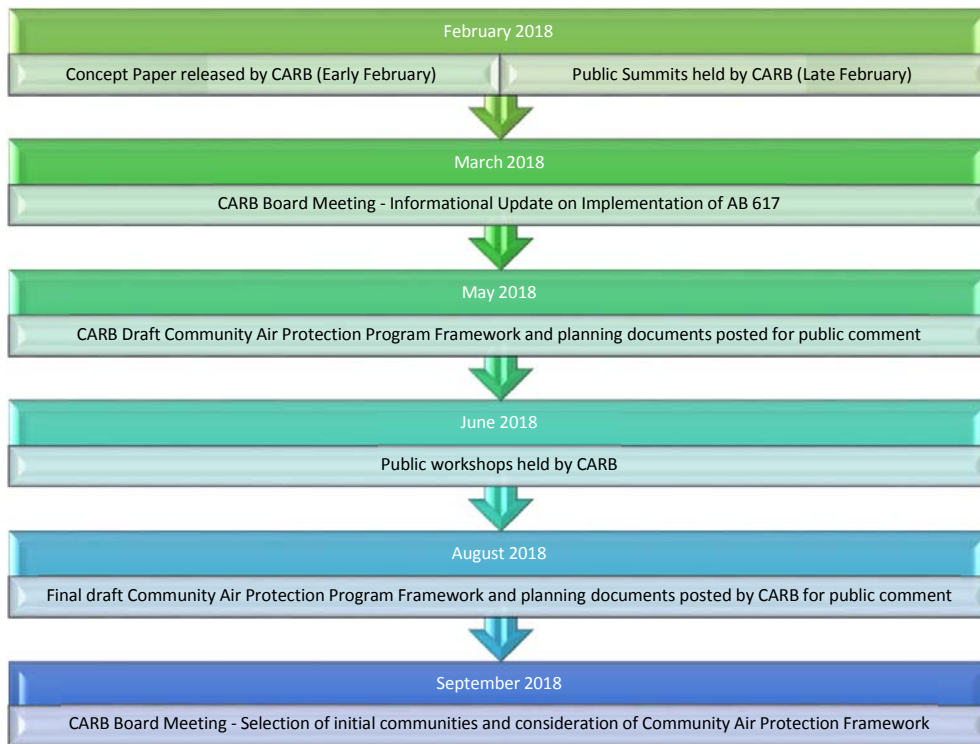 February 2018
Concept Paper released by CARB (Early February)
Public Summits held by CARB (Late February)
March 2018
CARB Board Meeting - Informational Update on Implementation of AB 617
May 2018
CARB Draft Community Air Protection Program Framework and planning documents posted for public comment
June 2018
Public workshops held by CARB
August 2018
Final draft Community Air Protection Program Framework and planning documents posted by CARB for public comment
September 2018
CARB Board Meeting - Selection of initial communities and consideration of Community Air Protection Framework